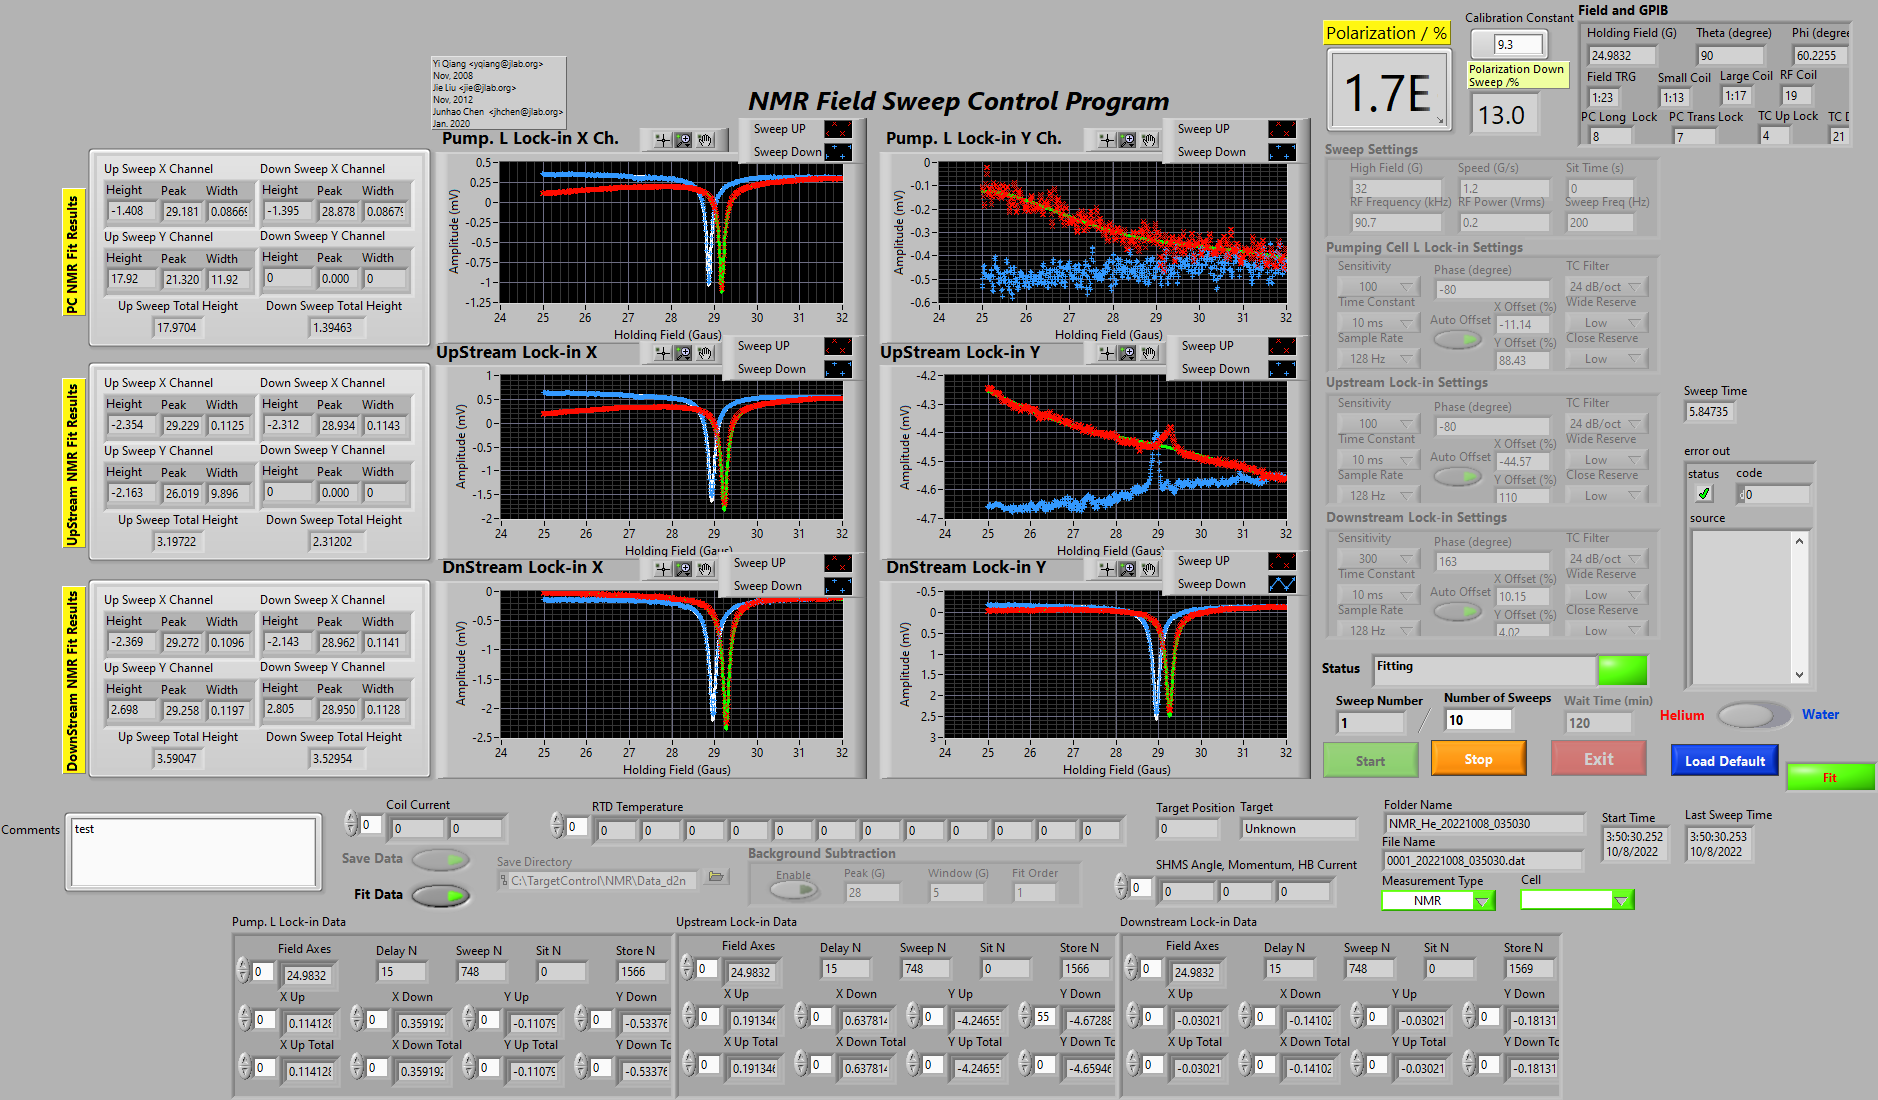 Yi Qiang <yqiang@jlab.org>
Nov, 2008
Jie Liu <jie@jlab.org>
Nov, 2012
Junhao Chen <jhchen@jlab.org>
Jan. 2020
NMR Field Sweep Control Program
Polarization / %
1.7E
Calibration Constant
9.3
Polarization Down
Sweep /%
13.0
Field and GPIB
Holding Field (G) Theta (degree) Phi (degree
24.9832 90 60.2255
Field TRG Small Coil Large Coil RF Coil
1:23 1:13 1:17 19
PC Long Lock PC Trans Lock TC Up Lock TC D
8 7 4 21
PC NMR Fit Results
Up Sweep X Channel Down Sweep X Channel
Height Peak Width Height Peak Width
-1.408 29.181 0.0866 -1.395 28.878 0.0867
Up Sweep Y Channel Down Sweep Y Channel
Height Peak Width Height Peak Width
17.92 21.320 11.92 0 0.000 0
Up Sweep Total Height Down Sweep Total Height
17.9704 1.39463
Pump. L Lock-in X Ch.
Sweep UP
Sweep Down
Amplitude (mV)
0.5
0.25
0
-0.25
-0.5
-0.75
-1
-1.25
24 25 26 27 28 29 30 31 32
Holding Field (Gaus)
Pump. L Lock-in Y Ch.
Sweep UP
Sweep Down
Amplitude (mV)
0
-0.1
-0.2
-0.3
-0.4
-0.5
-0.6
24 25 26 27 28 29 30 31 32
Holding Field (Gaus)
UpStream NMR Fit Results
Up Sweep X Channel Down Sweep X Channel
Height Peak Width Height Peak Width
-2.354 29.229 0.1125 -2.312 28.934 0.1143
Up Sweep Y Channel Down Sweep Y Channel
Height Peak Width Height Peak Width
-2.163 26.019 9.896 0 0.000 0
Up Sweep Total Height Down Sweep Total Height
3.19722 2.31202
UpStream Lock-in X
Sweep UP
Sweep Down
Amplitude (mV)
1
0.5
0
-0.5
-1
-1.5
-2
24 25 26 27 28 29 30 31 32
Holding Field (Gaus)
UpStream Lock-in Y
Sweep UP
Sweep Down
Amplitude (mV)
-4.2
-4.3
-4.4
-4.5
-4.6
-4.7
24 25 26 27 28 29 30 31 32
Holding Field (Gaus)
DownStream NMR Fit Results
Up Sweep X Channel Down Sweep X Channel
Height Peak Width Height Peak Width
-2.369 29.272 0.1096 -2.143 28.962 0.1141
Up Sweep Y Channel Down Sweep Y Channel
Height Peak Width Height Peak Width
2.698 29.258 0.1197 2.805 28.950 0.1128
Up Sweep Total Height Down Sweep Total Height
3.59047 3.52954
DnStream Lock-in X
Sweep UP
Sweep Down
Amplitude (mV)
0
-0.5
-1
-1.5
-2
-2.5
24 25 26 27 28 29 30 31 32
Holding Field (Gaus)
DnStream Lock-in Y
Sweep UP
Sweep Down
Amplitude (mV)
-0.5
0
0.5
1
1.5
2
2.5
3
24 25 26 27 28 29 30 31 32
Holding Field (Gaus)
Sweep Settings
High Field (G) Speed (G/s) Sit Time (s)
32 1.2 0
RF Frequency (kHz) RF Power (Vrms) Sweep Freq (Hz)
90.7 0.2 200
Pumping Cell L Lock-in Settings
Sensitivity Phase (degree) TC Filter
100 -80 24 dB/oct
Time Constant X Offset (%) Wide Reserve
10 ms Auto Offset -11.14 Low
Sample Rate Y Offset (%) Close Reserve
128 Hz 88.43 Low
Upstream Lock-in Settings
Sensitivity Phase (degree) TC Filter
100 -80 24 dB/oct
Time Constant X Offset (%) Wide Reserve
10 ms Auto Offset -44.57 Low
Sample Rate Y Offset (%) Close Reserve
128 Hz 110 Low
Downstream Lock-in Settings
Sensitivity Phase (degree) TC Filter
300 163 24 dB/oct
Time Constant X Offset (%) Wide Reserve
10 ms Auto Offset 10.15 Low
Sample Rate Y Offset (%) Close Reserve
128 Hz 4.02 Low
Sweep Time
5.84735
error out
status code
0
source
Status Fitting
Sweep Number Number of Sweeps Wait Time (min)
1 / 10 120
Helium Water
Start Stop Exit Load Default Fit
Comments test
Coil Current
0 0 0
Save Data
Fit Data
RTD Temperature
0 0 0 0 0 0 0 0 0 0 0 0 0
Save Directory
C:\TargetControl\NMR\Data_d2n
Background Subtraction
Enable Peak (G) Window (G) Fit Order
28 5 1
Target Position Target
0 Unknown
SHMS Angle, Momentum, HB Current
0 0 0 0
Folder Name
NMR_He_20221008_035030
File Name
0001_20221008_035030.dat
Measurement Type Cell
NMR
Start Time
3:50:30.252
10/8/2022
Last Sweep Time
3:50:30.253
10/8/2022
Pump. L Lock-in Data
Field Axes Delay N Sweep N Sit N Store N
0 24.9832 15 748 0 1566
X Up X Down Y Up Y Down
0 0.114128 0 0.359192 0 -0.11079 0 -0.53376
X Up Total X Down Total Y Up Total Y Down To
0 0.114128 0 0.359192 0 -0.11079 0 -0.53376
Upstream Lock-in Data
Field Axes Delay N Sweep N Sit N Store N
0 24.9832 15 748 0 1566
X Up X Down Y Up Y Down
0 0.191346 0 0.637814 0 -4.24655 55 -4.67288
X Up Total X Down Total Y Up Total Y Down To
0 0.191346 0 0.637814 0 -4.24655 0 -4.65946
Downstream Lock-in Data
Field Axes Delay N Sweep N Sit N Store N
0 24.9832 15 748 0 1569
X Up X Down Y Up Y Down
0 -0.03021 0 -0.14102 0 -0.03021 0 -0.18131
X Up Total X Down Total Y Up Total Y Down To
0 -0.03021 0 -0.14102 0 -0.03021 0 -0.18131